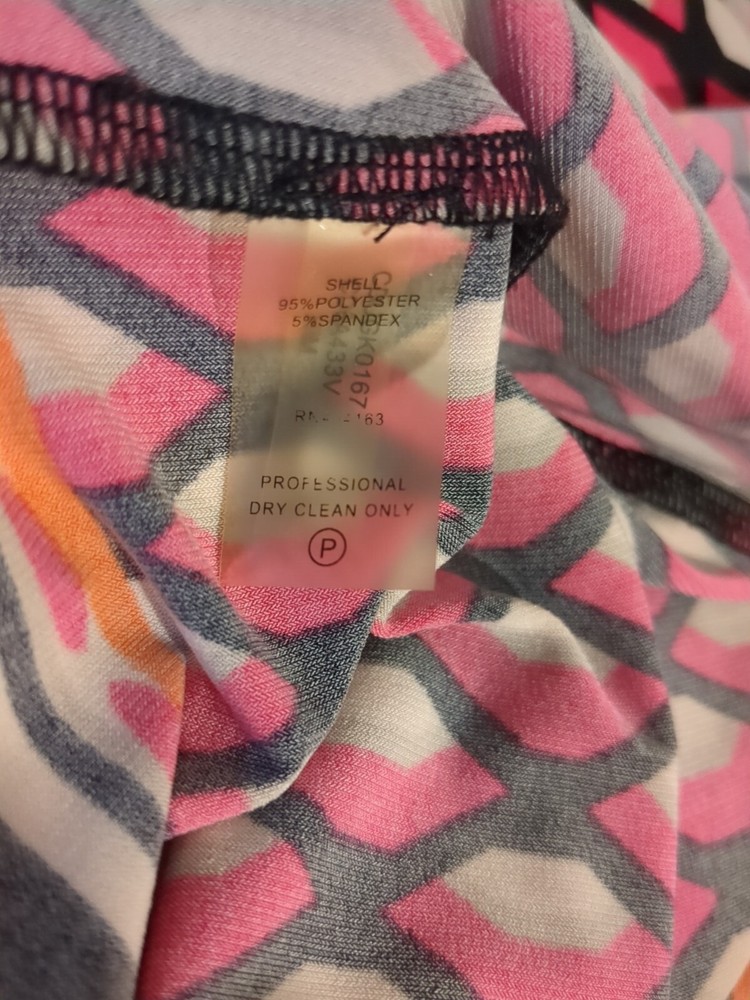 SHELL
95%POLYESTER
5%SPANDEX
PROFESSIONAL
DRY CLEAN ONLY
P